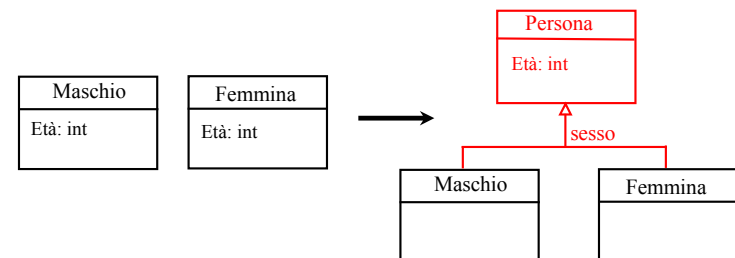 Maschio
Età: int
Femmina
Età: int
Persona
Età: int
sesso
Maschio
Femmina